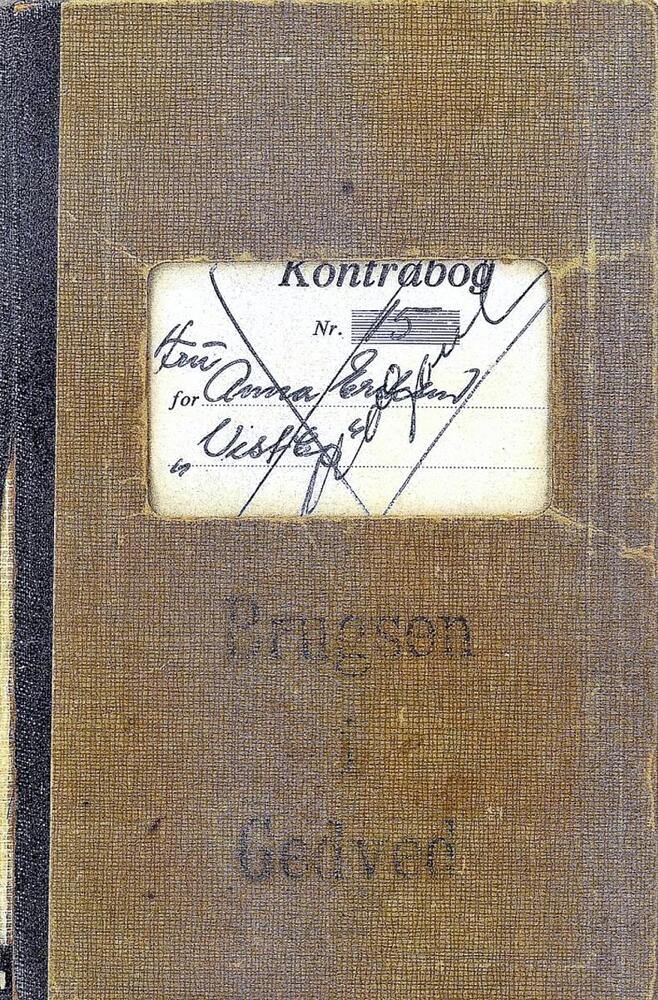 Kontrabog
Nr. 15
Fru
for Anna
"
Brugsen
i
Gedved